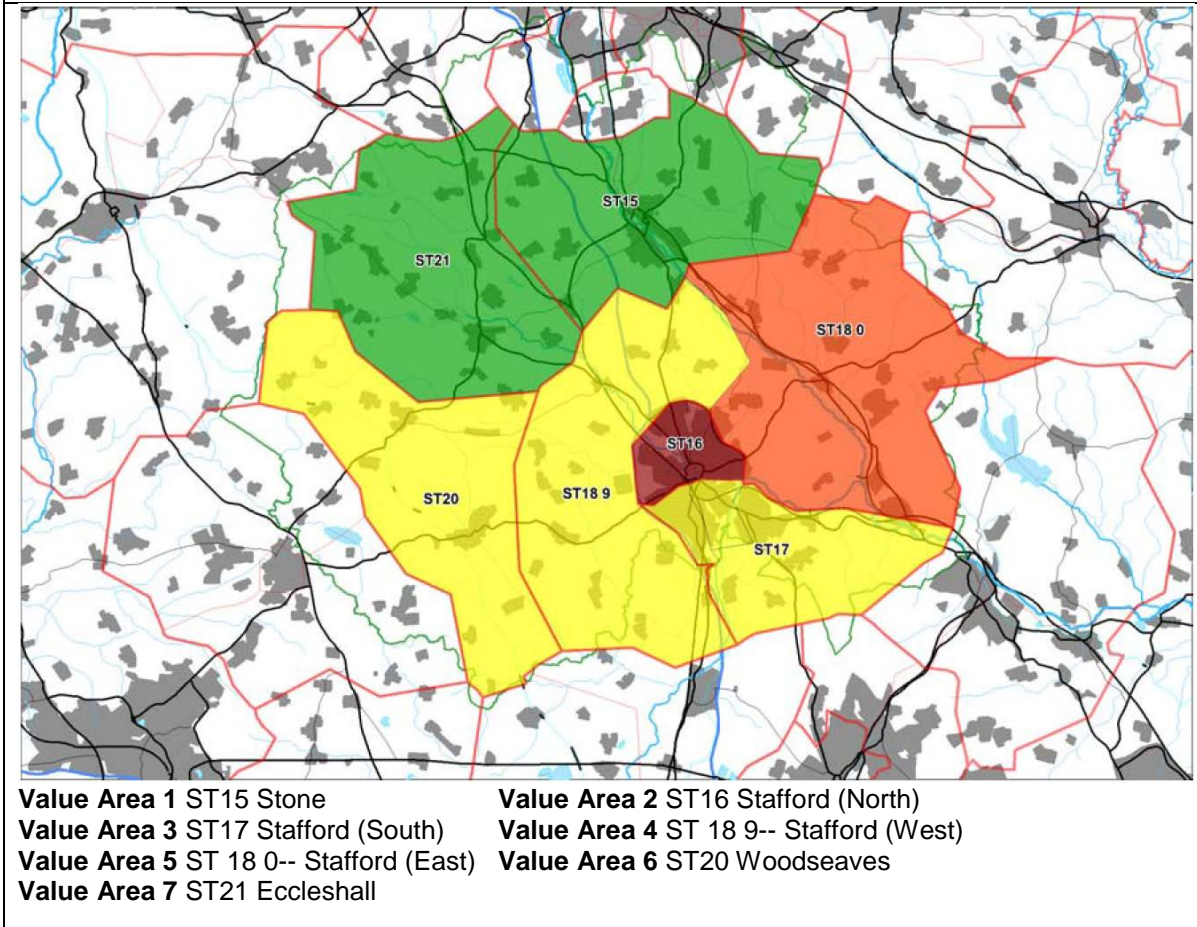 ST15
ST21
ST18 0
ST16
ST20
ST18 9
ST17
Value Area 1 ST15 Stone Value Area 2 ST16 Stafford (North)
Value Area 3 ST17 Stafford (South) Value Area 4 ST 18 9-- Stafford (West)
Value Area 5 ST 18 0-- Stafford (East) Value Area 6 ST20 Woodseaves
Value Area 7 ST21 Eccleshall